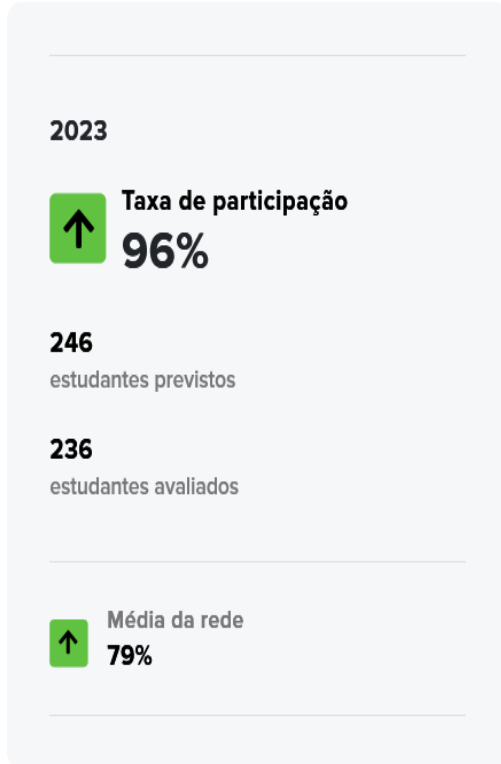 2023
Taxa de participação
96%
246
estudantes previstos
236
estudantes avaliados
Média da rede
79%